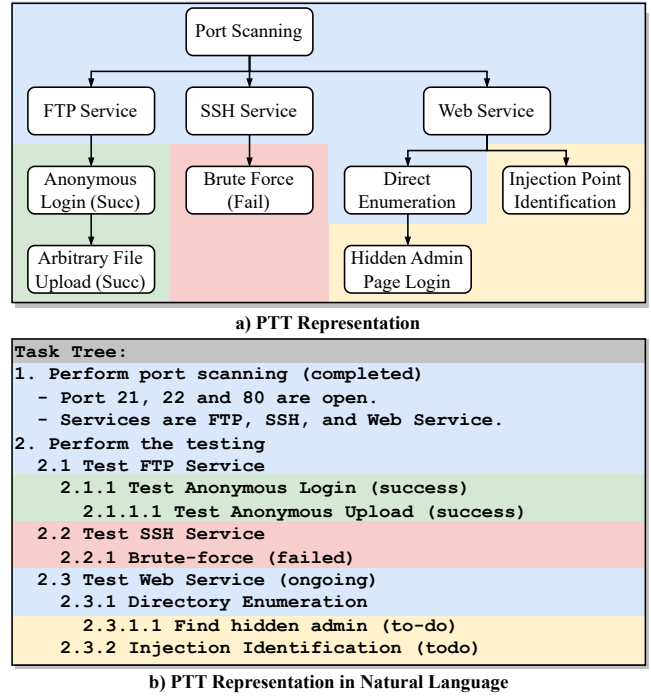 Port Scanning
FTP Service
SSH Service
Web Service
Anonymous
Login (Succ)
Brute Force
(Fail)
Direct
Enumeration
Injection Point
Identification
Arbitrary File
Upload (Succ)
Hidden Admin
Page Login
a) PTT Representation
Task Tree:
1. Perform port scanning (completed)
- Port 21, 22 and 80 are open.
- Services are FTP, SSH, and Web Service.
2. Perform the testing
2.1 Test FTP Service
2.1.1 Test Anonymous Login (success)
2.1.1.1 Test Anonymous Upload (success)
2.2 Test SSH Service
2.2.1 Brute-force (failed)
2.3 Test Web Service (ongoing)
2.3.1 Directory Enumeration
2.3.1.1 Find hidden admin (to-do)
2.3.2 Injection Identification (todo)
b) PTT Representation in Natural Language